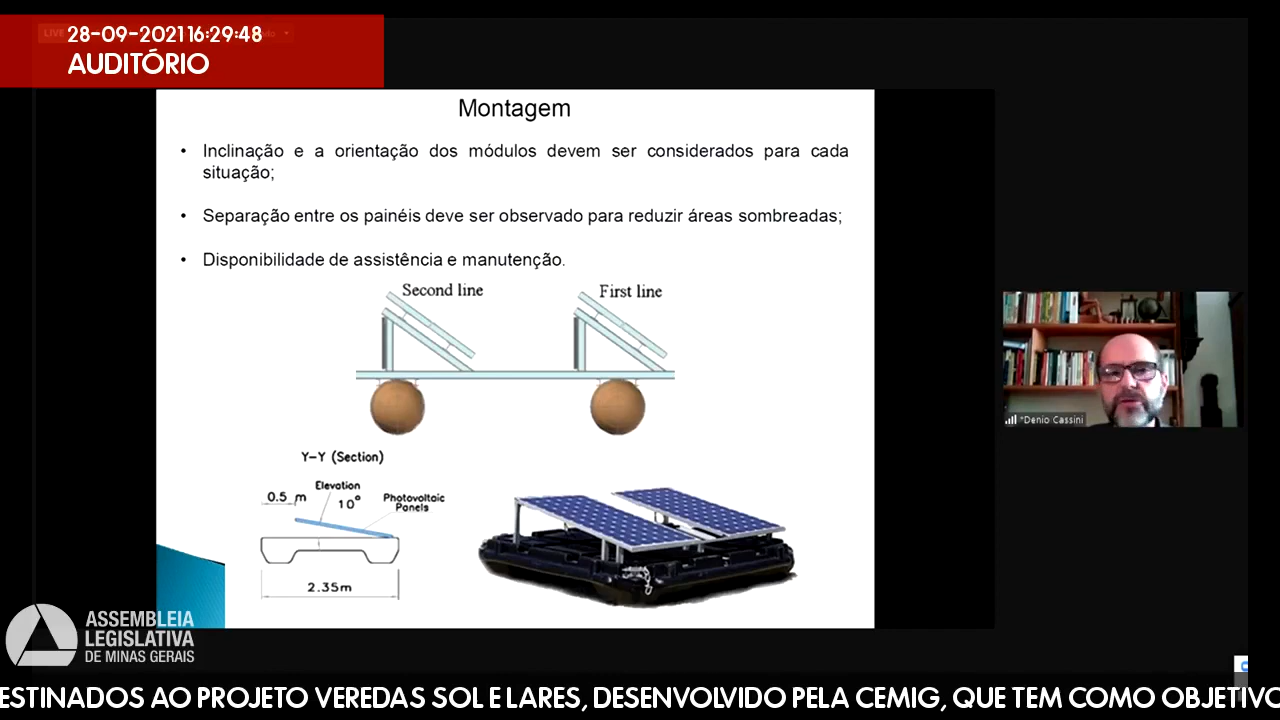 LIVE
28-09-2021 16:29:48
AUDITÓRIO
Montagem
• Inclinação e a orientação dos módulos devem ser considerados para cada
situação;
• Separação entre os painéis deve ser observado para reduzir áreas sombreadas;
• Disponibilidade de assistência e manutenção.
Second line
First line
Y-Y (Section)
Elevation
0.5 m
10°
Photovoltaic
Panels
2.35m
*Denio Cassini
ASSEMBLEIA
LEGISLATIVA
DE MINAS GERAIS
ESTINADOS AO PROJETO VEREDAS SOL E LARES, DESENVOLVIDO PELA CEMIG, QUE TEM COMO OBJETIVO